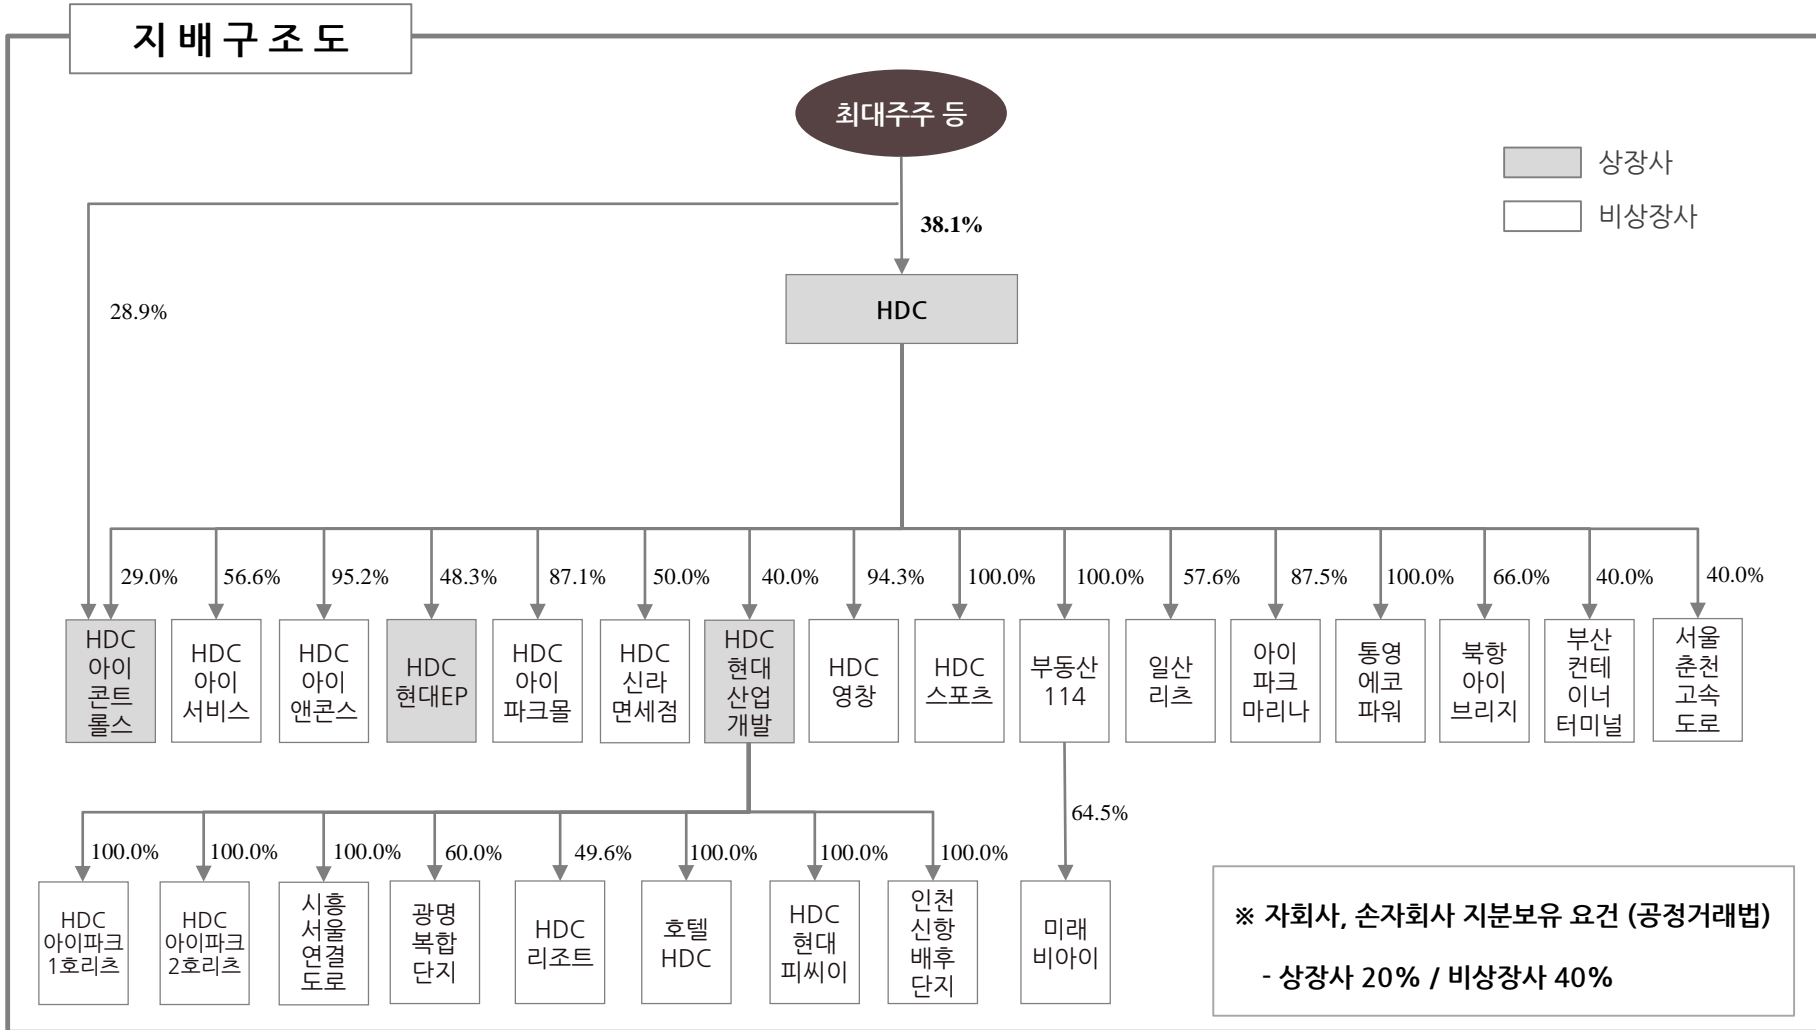 지 배 구 조 도
최대주주 등
상장사
비상장사
38.1%
28.9%
HDC
29.0%
56.6%
95.2%
48.3%
87.1%
50.0%
40.0%
94.3%
100.0%
100.0%
57.6%
87.5%
100.0%
66.0%
40.0%
40.0%
HDC
아이
콘트
롤스
HDC
아이
서비스
HDC
아이
앤콘스
HDC
현대EP
HDC
아이
파크몰
HDC
신라
면세점
HDC
현대
산업
개발
HDC
영창
HDC
스포츠
부동산
114
일산
리츠
아이
파크
마리나
통영
에코
파워
북항
아이
브리지
부산
컨테
이너
터미널
서울
춘천
고속
도로
64.5%
100.0%
100.0%
100.0%
60.0%
49.6%
100.0%
100.0%
100.0%
HDC
아이파크
1호리츠
HDC
아이파크
2호리츠
시흥
서울
연결
도로
광명
복합
단지
HDC
리조트
호텔
HDC
HDC
현대
피씨이
인천
신항
배후
단지
미래
비아이
※ 자회사, 손자회사 지분보유 요건 (공정거래법)
- 상장사 20% / 비상장사 40%